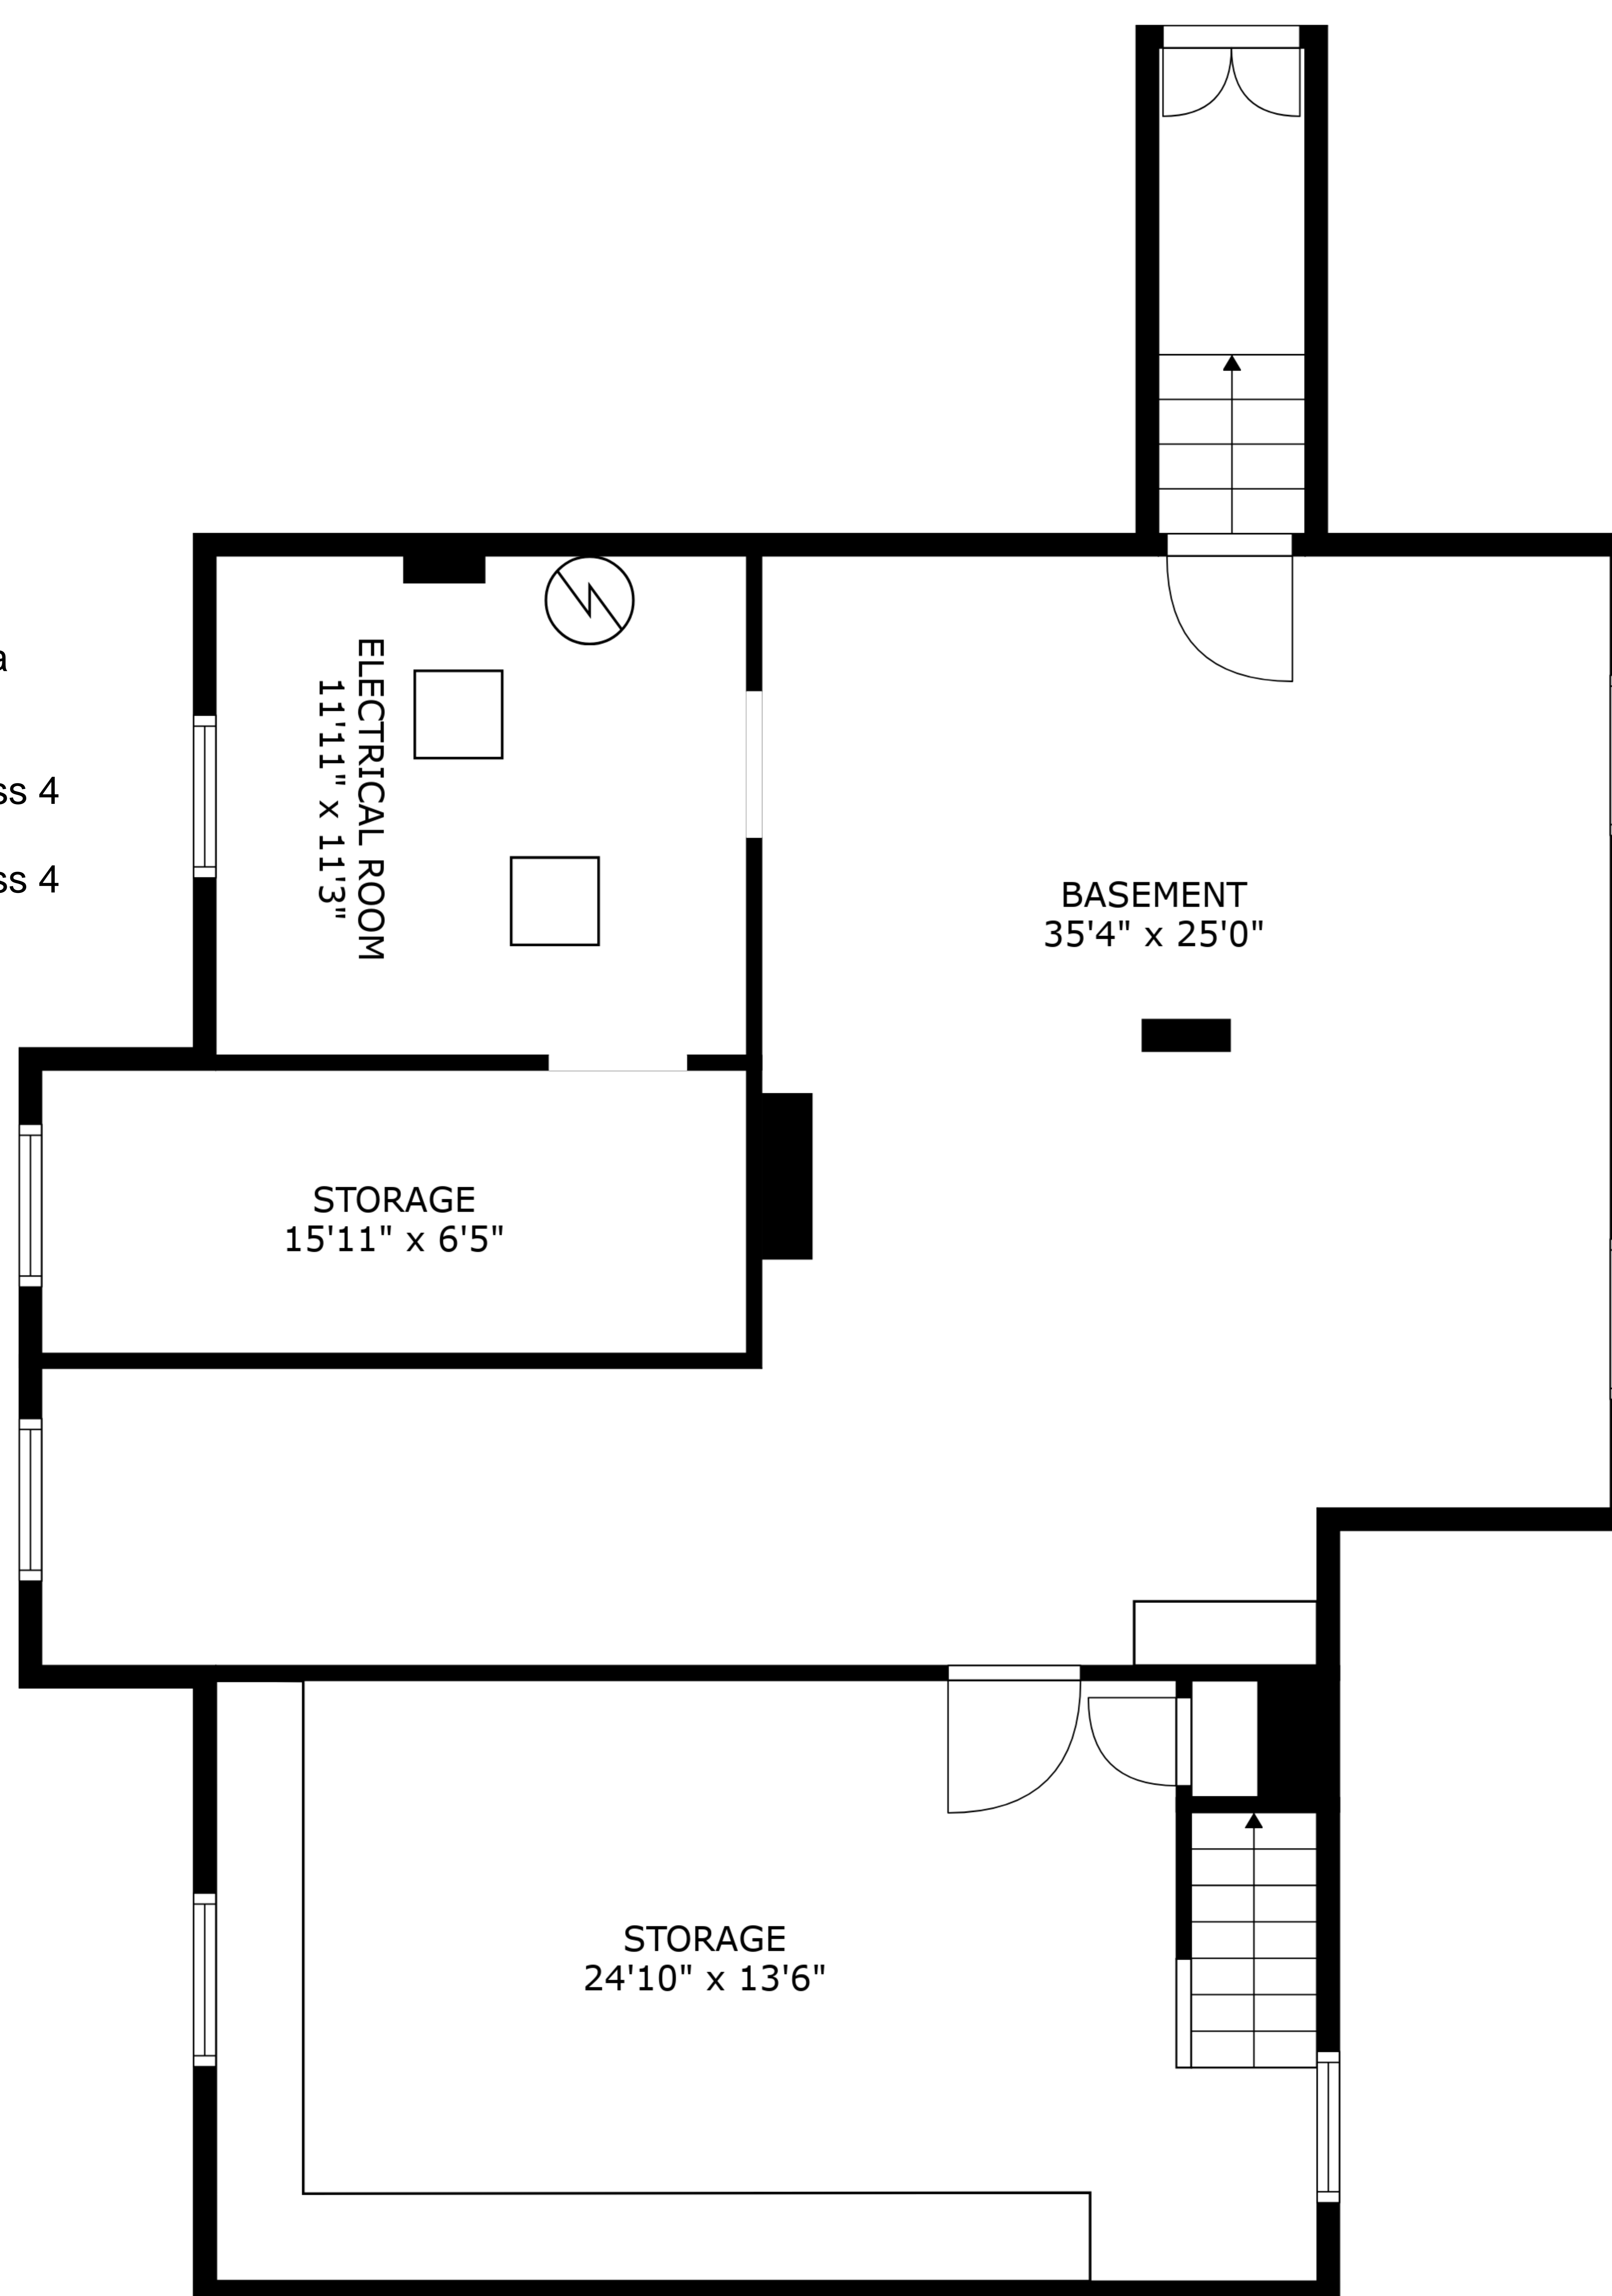 a
ss 4
ss 4
ELECTRICAL ROOM
11'11" x 11'3"
BASEMENT
35'4" x 25'0"
STORAGE
15'11" x 6'5"
STORAGE
24'10" x 13'6"